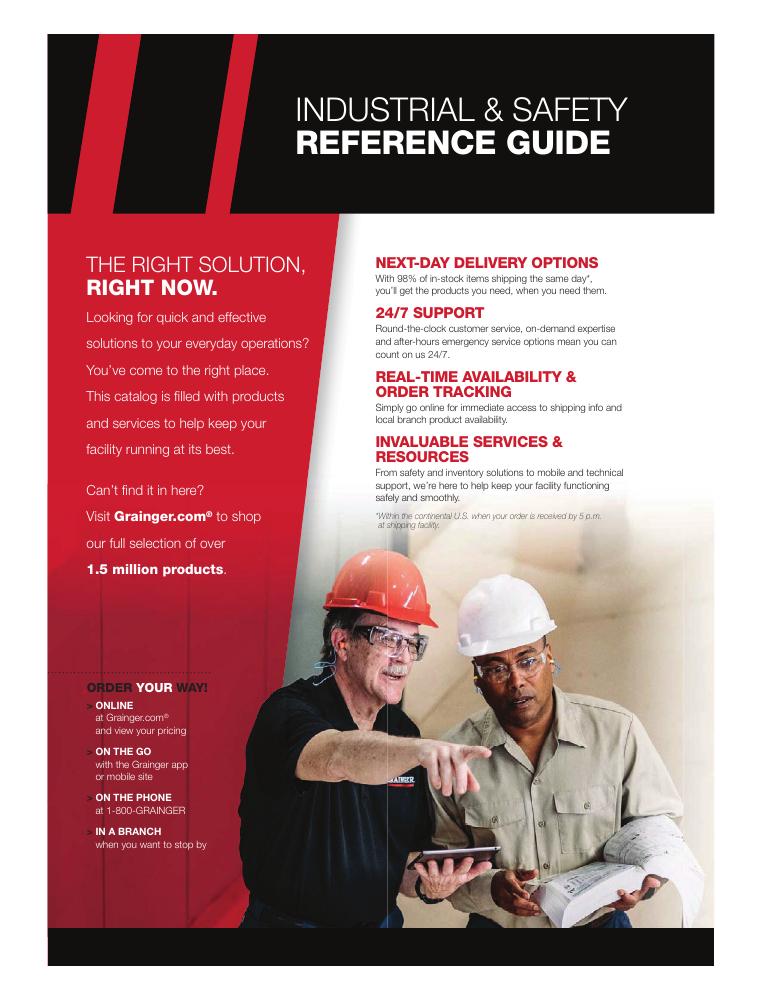 INDUSTRIAL & SAFETY
REFERENCE GUIDE
THE RIGHT SOLUTION,
RIGHT NOW.
Looking for quick and effective
solutions to your everyday operations?
You’ve come to the right place.
This catalog is filled with products
and services to help keep your
facility running at its best.
Can’t find it in here?
Visit Grainger.com® to shop
our full selection of over
1.5 million products.
ORDER YOUR WAY!
> ONLINE
at Grainger.com®
and view your pricing
> ON THE GO
with the Grainger app
or mobile site
> ON THE PHONE
at 1-800-GRAINGER
> IN A BRANCH
when you want to stop by
NEXT-DAY DELIVERY OPTIONS
With 98% of in-stock items shipping the same day*,
you’ll get the products you need, when you need them.
24/7 SUPPORT
Round-the-clock customer service, on-demand expertise
and after-hours emergency service options mean you can
count on us 24/7.
REAL-TIME AVAILABILITY &
ORDER TRACKING
Simply go online for immediate access to shipping info and
local branch product availability.
INVALUABLE SERVICES &
RESOURCES
From safety and inventory solutions to mobile and technical
support, we’re here to help keep your facility functioning
safely and smoothly.
*Within the continental U.S. when your order is received by 5 p.m.
at shipping facility.
GRAINGER